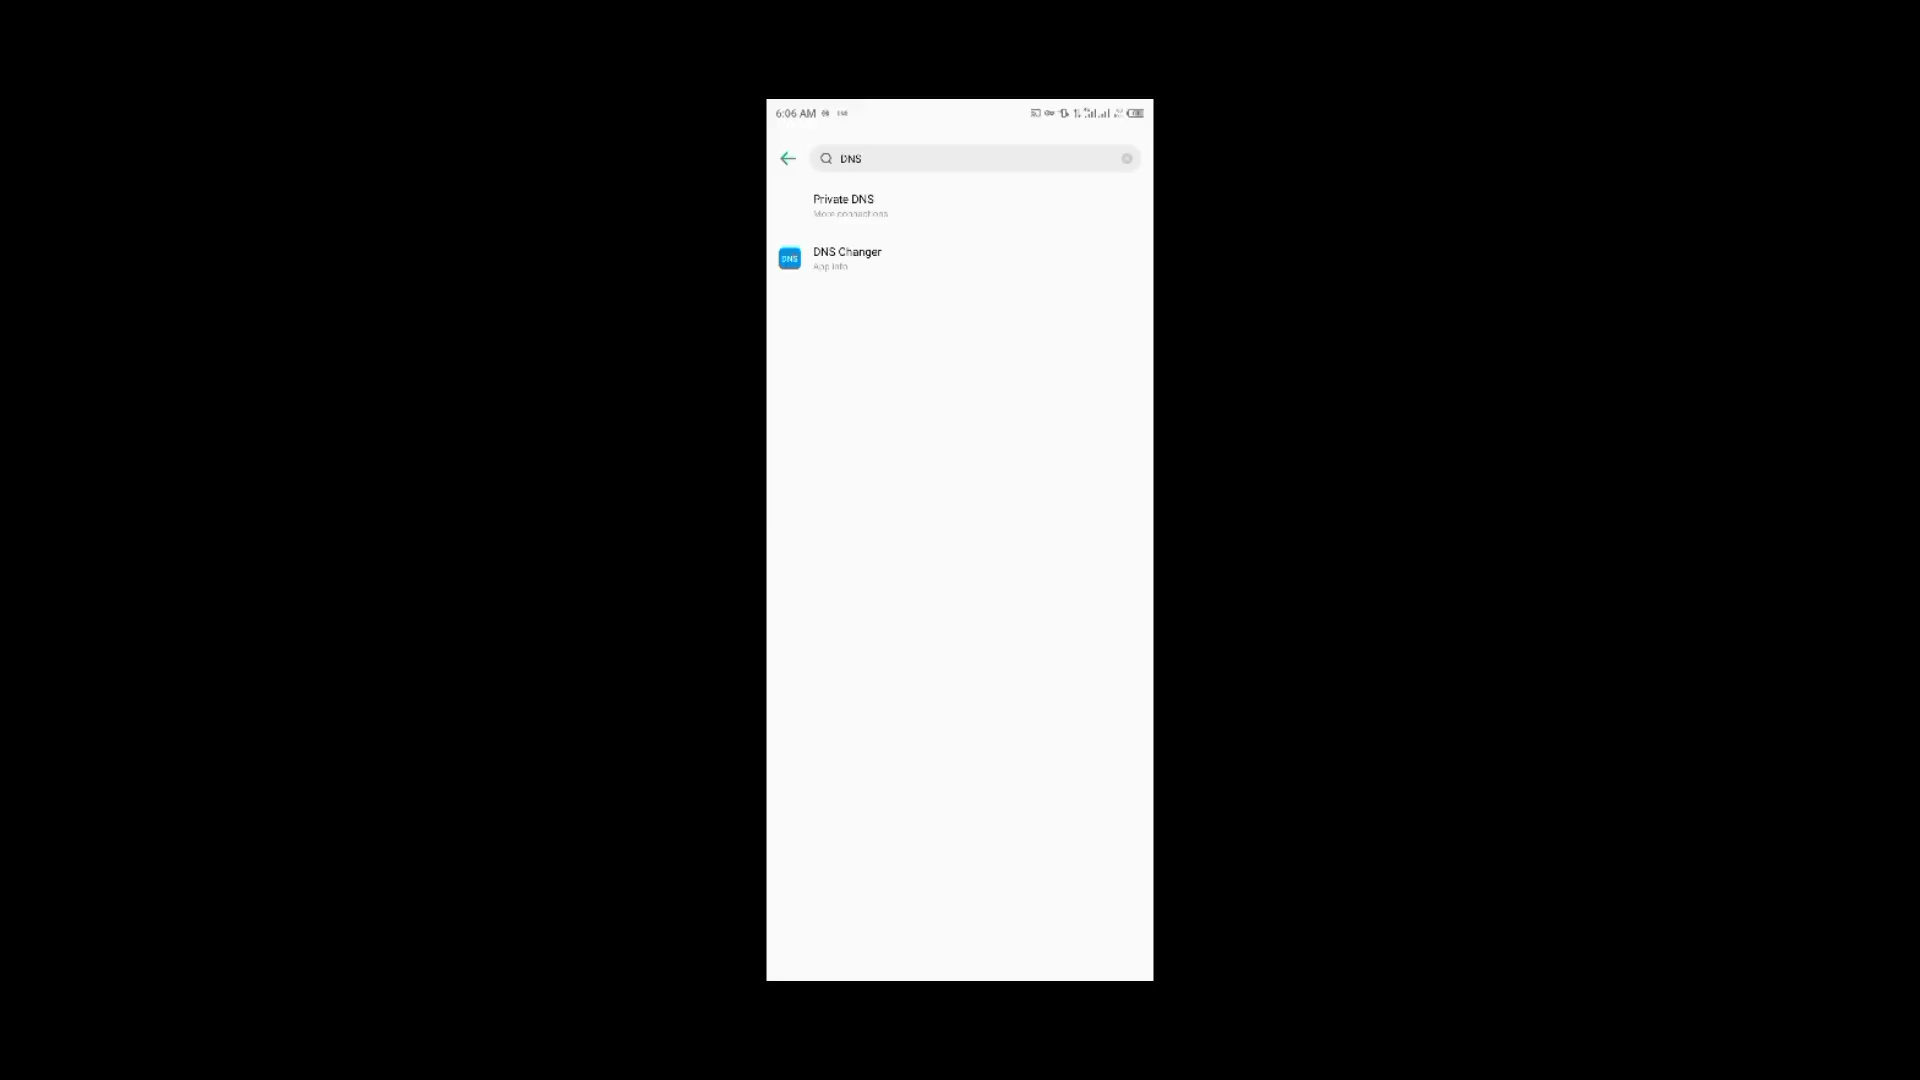 6:06 AM
DNS
Private DNS
More connections
DNS
DNS Changer
App info